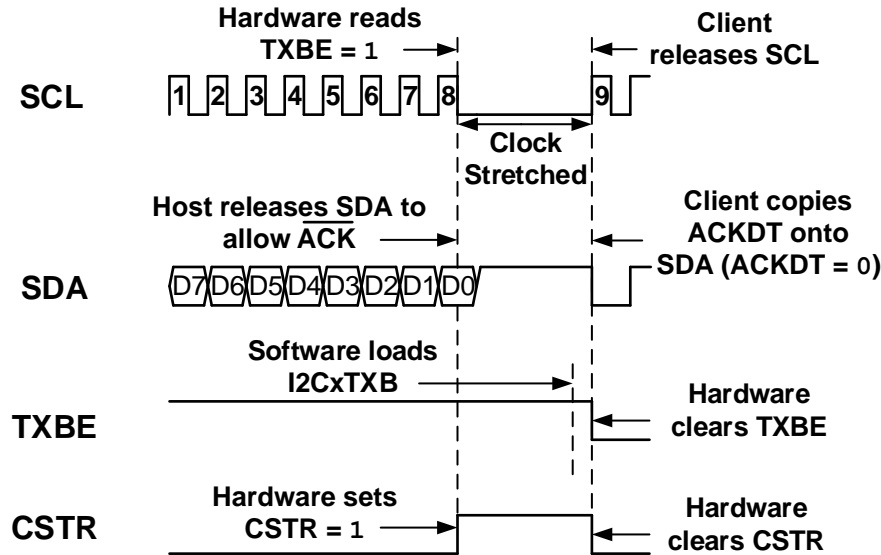 Hardware reads
TXBE = 1
Client
releases SCL
SCL
1 2 3 4 5 6 7 8 9
Clock
Stretched
Host releases SDA to
allow A̅C̅K̅
Client copies
ACKDT onto
SDA (ACKDT = 0)
SDA
D7 D6 D5 D4 D3 D2 D1 D0
Software loads
I2CxTXB
TXBE
Hardware
clears TXBE
Hardware sets
CSTR = 1
CSTR
Hardware
clears CSTR